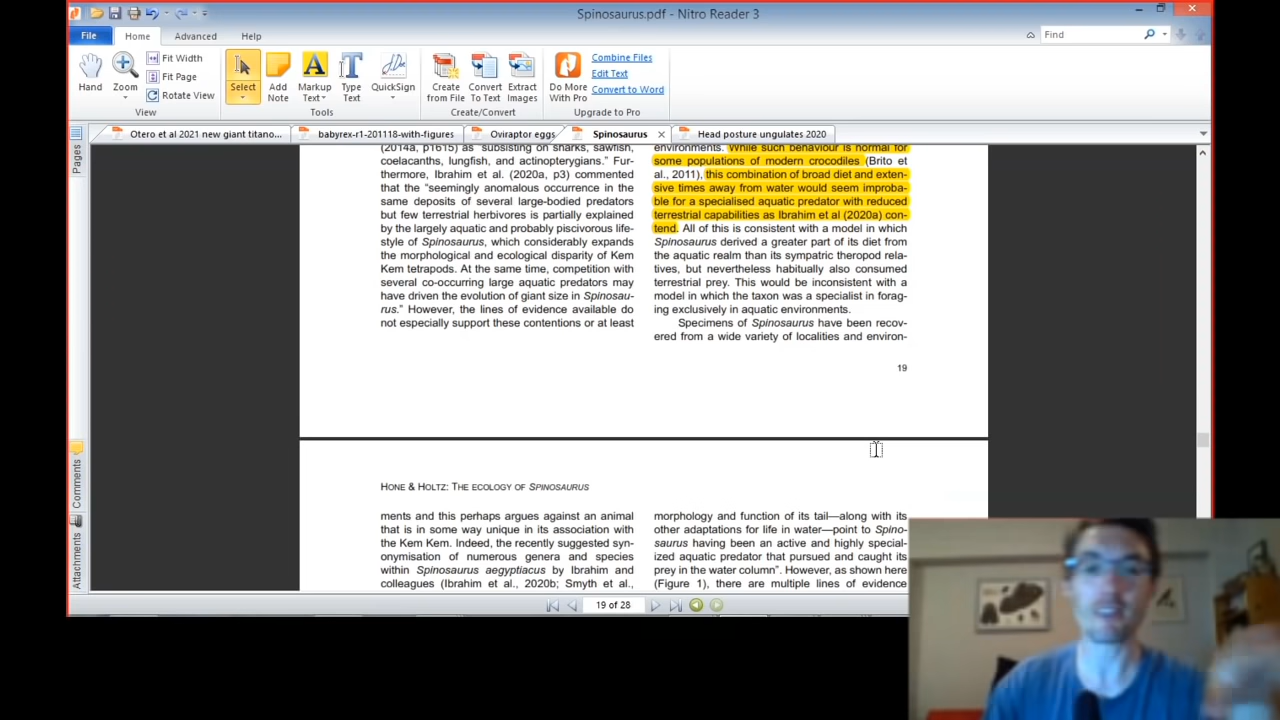 Spinosaurus.pdf - Nitro Reader 3
File
Home
Advanced
Help
Find
Hand
Zoom
Fit Width
Fit Page
Rotate View
View
Select
Add
Note
Markup
Text
Type
Text
QuickSign
Tools
Create
from File
Convert
To Text
Extract
Images
Create/Convert
Do More
With Pro
Combine Files
Edit Text
Convert to Word
Upgrade to Pro
Otero et al 2021 new giant titano...
babyrex-r1-201118-with-figures
Oviraptor eggs
Spinosaurus
Head posture ungulates 2020
Pages
Comments
Attachments
(2014a, p1615) as "subsisting on sharks, sawfish,
coelacanths, lungfish, and actinopterygians." Fur-
thermore, Ibrahim et al. (2020a, p3) commented
that the "seemingly anomalous occurrence in the
same deposits of several large-bodied predators
but few terrestrial herbivores is partially explained
by the largely aquatic and probably piscivorous life-
style of Spinosaurus, which considerably expands
the morphological and ecological disparity of Kem
Kem tetrapods. At the same time, competition with
several co-occurring large aquatic predators may
have driven the evolution of giant size in Spinosau-
rus." However, the lines of evidence available do
not especially support these contentions or at least
environments. While such behaviour is normal for
some populations of modern crocodiles (Brito et
al., 2011), this combination of broad diet and exten-
sive times away from water would seem improba-
ble for a specialised aquatic predator with reduced
terrestrial capabilities as Ibrahim et al (2020a) con-
tend. All of this is consistent with a model in which
Spinosaurus derived a greater part of its diet from
the aquatic realm than its sympatric theropod rela-
tives, but nevertheless habitually also consumed
terrestrial prey. This would be inconsistent with a
model in which the taxon was a specialist in forag-
ing exclusively in aquatic environments.
Specimens of Spinosaurus have been recov-
ered from a wide variety of localities and environ-
19
HONE & HOLTZ: THE ECOLOGY OF SPINOSAURUS
ments and this perhaps argues against an animal
that is in some way unique in its association with
the Kem Kem. Indeed, the recently suggested syn-
onymisation of numerous genera and species
within Spinosaurus aegyptiacus by Ibrahim and
colleagues (Ibrahim et al., 2020b; Smyth et al.,
morphology and function of its tail—along with its
other adaptations for life in water—point to Spino-
saurus having been an active and highly special-
ized aquatic predator that pursued and caught its
prey in the water column". However, as shown here
(Figure 1), there are multiple lines of evidence
19 of 28